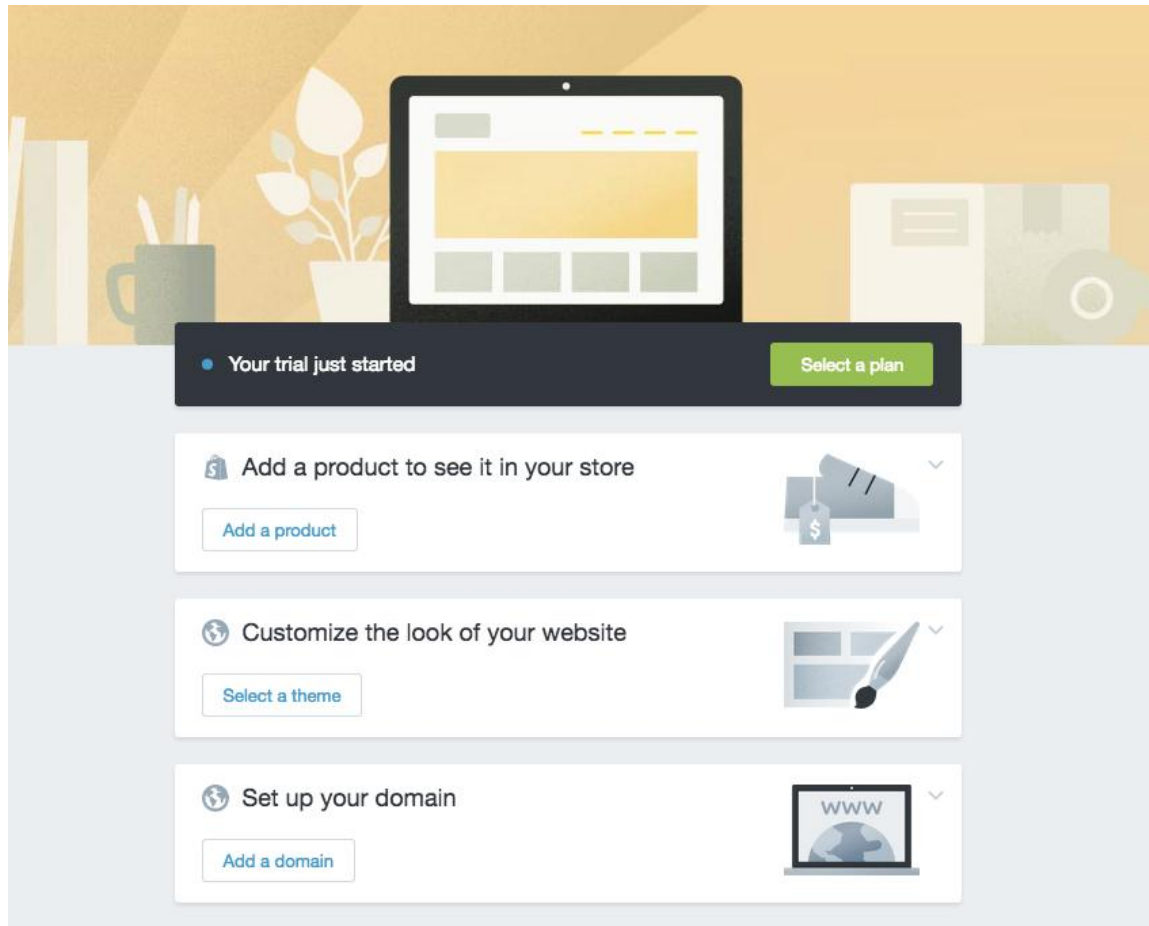 Your trial just started
Select a plan
Add a product to see it in your store
Add a product
Customize the look of your website
Select a theme
Set up your domain
Add a domain
S
$
WWW